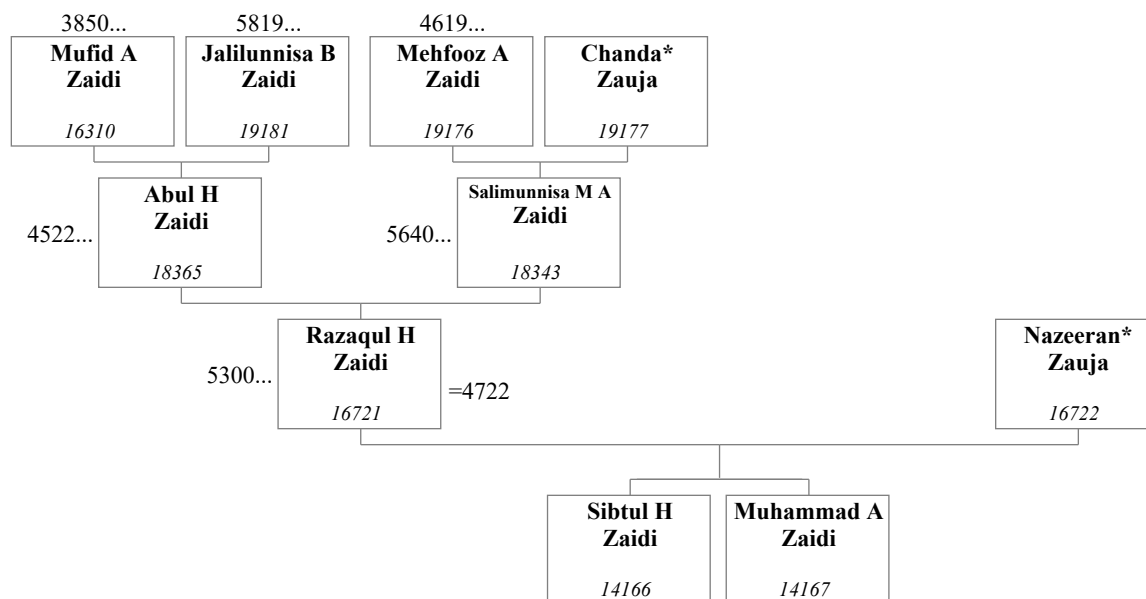 3850...
5819...
4619...
Mufid A
Zaidi
16310
Jalilunnisa B
Zaidi
19181
Mehfooz A
Zaidi
19176
Chanda*
Zauja
19177
4522...
Abul H
Zaidi
18365
5640...
Salimunnisa M A
Zaidi
18343
5300...
Razaqul H
Zaidi
16721
=4722
Nazeeran*
Zauja
16722
Sibtul H
Zaidi
14166
Muhammad A
Zaidi
14167